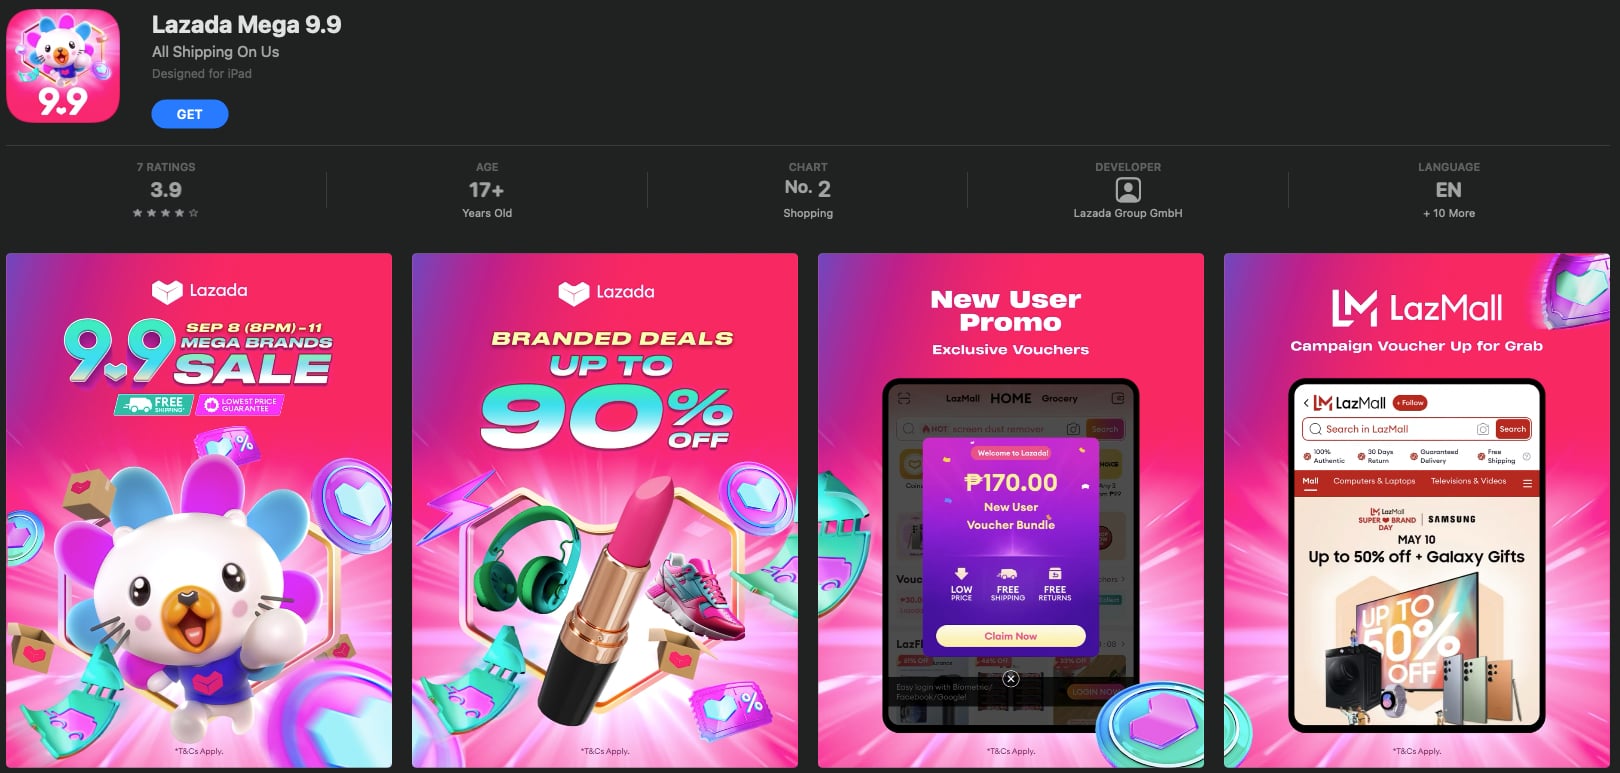 Lazada Mega 9.9
All Shipping On Us
Designed for iPad
GET
9.9
7 RATINGS
3.9
AGE
17+
Years Old
CHART
No. 2
Shopping
DEVELOPER
Lazada Group GmbH
LANGUAGE
EN
+ 10 More
Lazada
9.9
SEP 8 (8PM) - 11
MEGA BRANDS
SALE
FREE
SHIPPING*
LOWEST PRICE
GUARANTEE
%
*T&Cs Apply.
Lazada
BRANDED DEALS
UP TO
90%
OFF
%
*T&Cs Apply.
New User
Promo
Exclusive Vouchers
LazMall HOME Grocery
HOT screen dust remover Search
Welcome to Lazada!
₱170.00
New User
Voucher Bundle
LOW
PRICE
FREE
SHIPPING
FREE
RETURNS
Claim Now
Easy login with Biometric/
Facebook/Google!
LOGIN NOW
*T&Cs Apply.
LazMall
Campaign Voucher Up for Grab
LazMall + Follow
Search in LazMall Search
100%
Authentic
30 Days
Return
Guaranteed
Delivery
Free
Shipping
Mall Computers & Laptops Televisions & Videos
LazMall
SUPER BRAND
DAY
SAMSUNG
MAY 10
Up to 50% off + Galaxy Gifts
UP TO
50%
OFF
*T&Cs Apply.